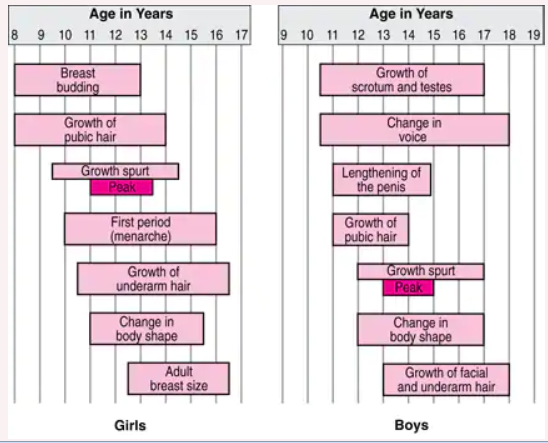 Age in Years
8 9 10 11 12 13 14 15 16 17
Breast
budding
Growth of
pubic hair
Growth spurt
Peak
First period
(menarche)
Growth of
underarm hair
Change in
body shape
Adult
breast size
Girls
Age in Years
9 10 11 12 13 14 15 16 17 18 19
Growth of
scrotum and testes
Change in
voice
Lengthening of
the penis
Growth of
pubic hair
Growth spurt
Peak
Change in
body shape
Growth of facial
and underarm hair
Boys